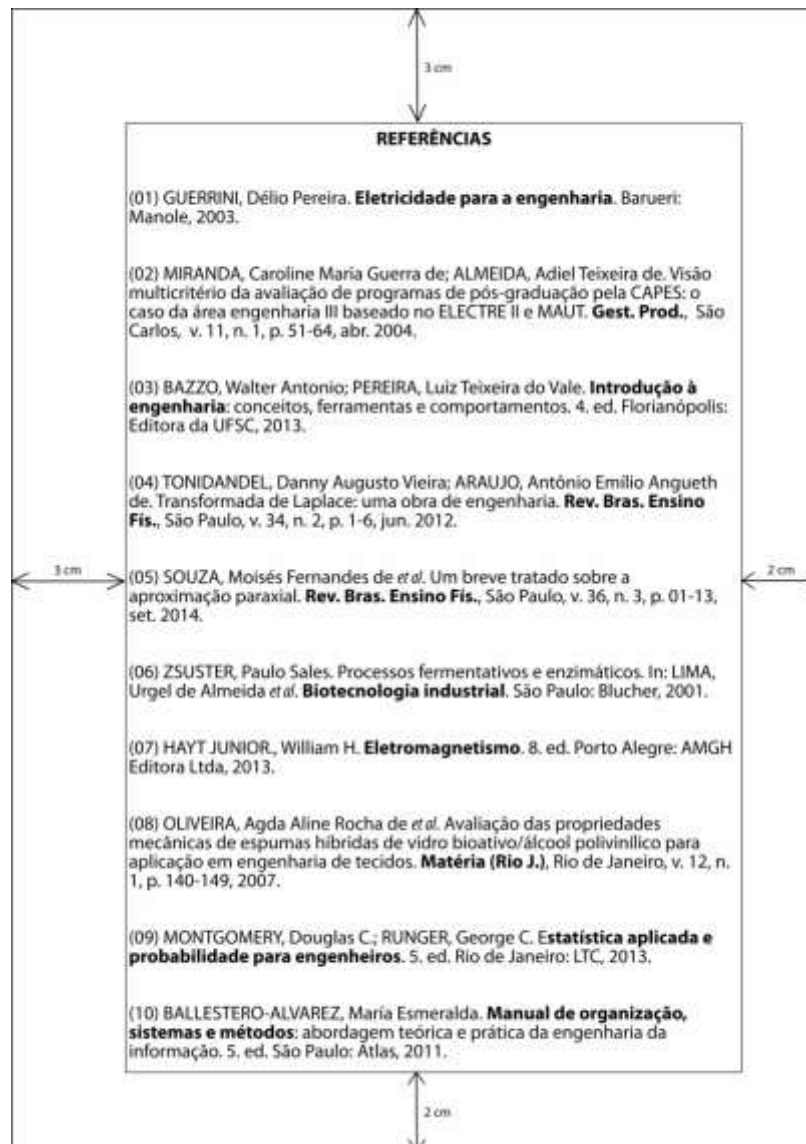 3 cm
REFERÊNCIAS
(01) GUERRINI, Délio Pereira. Eletricidade para a engenharia. Barueri:
Manole, 2003.
(02) MIRANDA, Caroline Maria Guerra de; ALMEIDA, Adiel Teixeira de. Visão
multicritério da avaliação de programas de pós-graduação pela CAPES: o
caso da área engenharia III baseado no ELECTRE II e MAUT. Gest. Prod., São
Carlos, v. 11, n. 1, p. 51-64, abr. 2004.
(03) BAZZO, Walter Antonio; PEREIRA, Luiz Teixeira do Vale. Introdução à
engenharia: conceitos, ferramentas e comportamentos. 4. ed. Florianópolis:
Editora da UFSC, 2013.
(04) TONIDANDEL, Danny Augusto Vieira; ARAUJO, Antônio Emílio Angueth
de. Transformada de Laplace: uma obra de engenharia. Rev. Bras. Ensino
Fís., São Paulo, v. 34, n. 2, p. 1-6, jun. 2012.
3 cm
2 cm
(05) SOUZA, Moisés Fernandes de et al. Um breve tratado sobre a
aproximação paraxial. Rev. Bras. Ensino Fís., São Paulo, v. 36, n. 3, p. 01-13,
set. 2014.
(06) ZSUSTER, Paulo Sales. Processos fermentativos e enzimáticos. In: LIMA,
Urgel de Almeida et al. Biotecnologia industrial. São Paulo: Blucher, 2001.
(07) HAYT JUNIOR., William H. Eletromagnetismo. 8. ed. Porto Alegre: AMGH
Editora Ltda, 2013.
(08) OLIVEIRA, Agda Aline Rocha de et al. Avaliação das propriedades
mecânicas de espumas híbridas de vidro bioativo/álcool polivinílico para
aplicação em engenharia de tecidos. Matéria (Rio J.), Rio de Janeiro, v. 12, n.
1, p. 140-149, 2007.
(09) MONTGOMERY, Douglas C.; RUNGER, George C. Estatística aplicada e
probabilidade para engenheiros. 5. ed. Rio de Janeiro: LTC, 2013.
(10) BALLESTERO-ALVAREZ, María Esmeralda. Manual de organização,
sistemas e métodos: abordagem teórica e prática da engenharia da
informação. 5. ed. São Paulo: Atlas, 2011.
2 cm